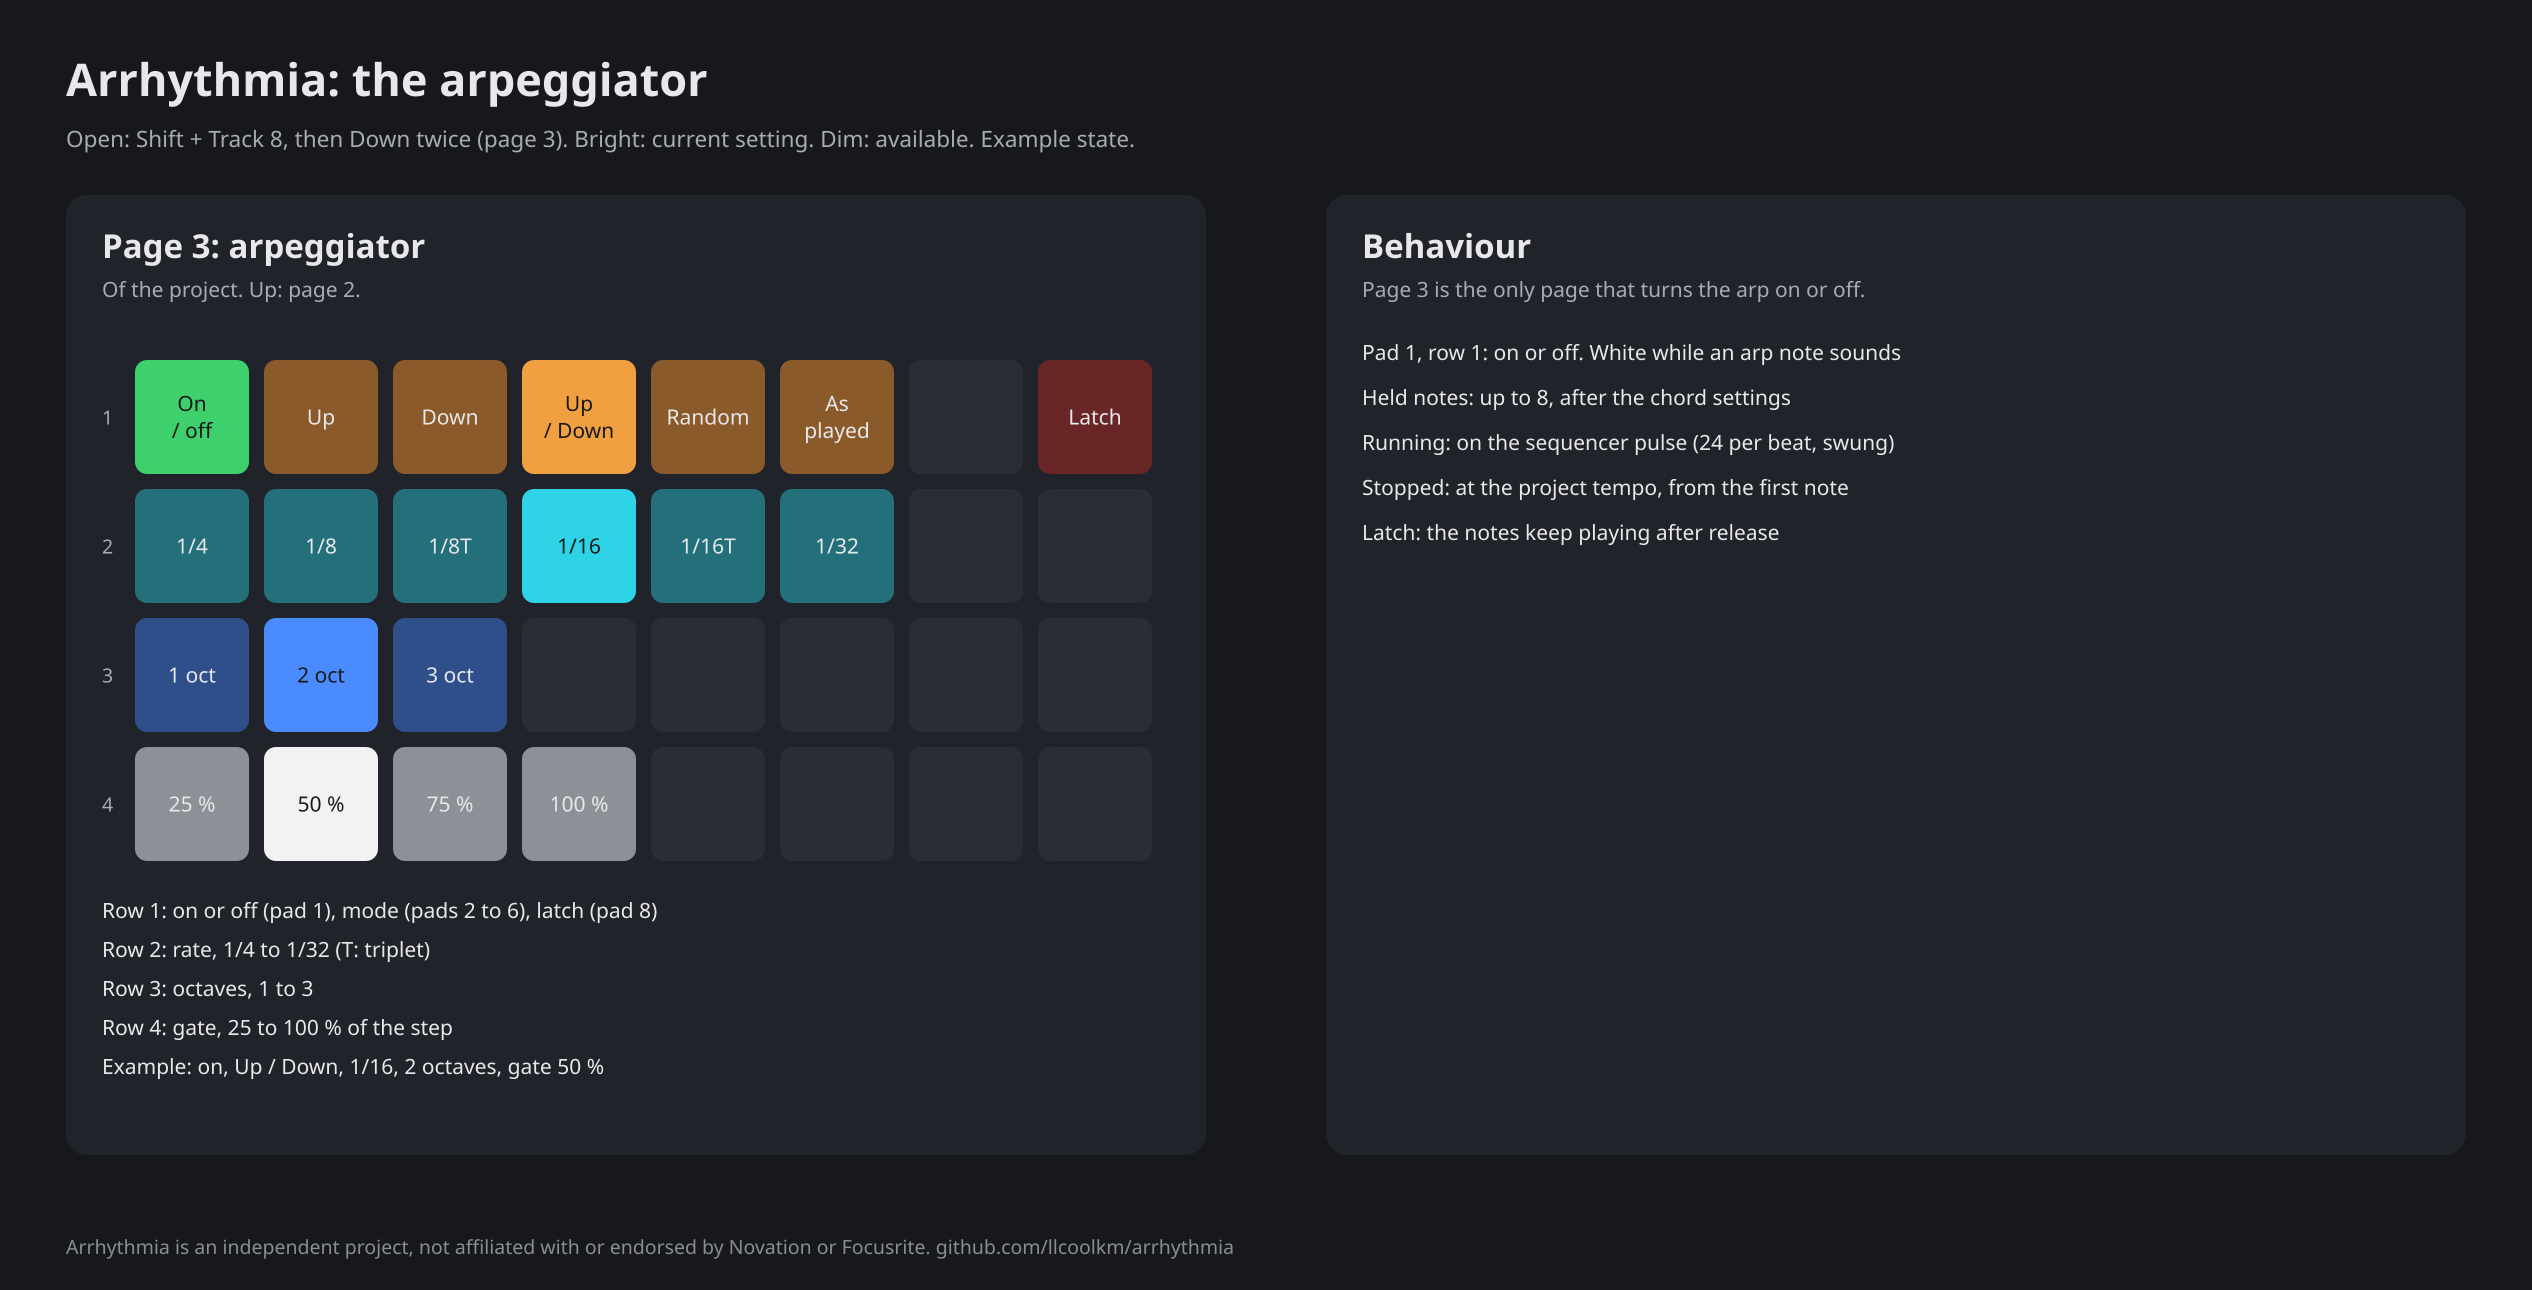 Arrhythmia: the arpeggiator
Open: Shift + Track 8, then Down twice (page 3). Bright: current setting. Dim: available. Example state.
Page 3: arpeggiator
Of the project. Up: page 2.
1
On
/ off
Up
Down
Up
/ Down
Random
As
played
Latch
2
1/4
1/8
1/8T
1/16
1/16T
1/32
3
1 oct
2 oct
3 oct
4
25 %
50 %
75 %
100 %
Row 1: on or off (pad 1), mode (pads 2 to 6), latch (pad 8)
Row 2: rate, 1/4 to 1/32 (T: triplet)
Row 3: octaves, 1 to 3
Row 4: gate, 25 to 100 % of the step
Example: on, Up / Down, 1/16, 2 octaves, gate 50 %
Behaviour
Page 3 is the only page that turns the arp on or off.
Pad 1, row 1: on or off. White while an arp note sounds
Held notes: up to 8, after the chord settings
Running: on the sequencer pulse (24 per beat, swung)
Stopped: at the project tempo, from the first note
Latch: the notes keep playing after release
Arrhythmia is an independent project, not affiliated with or endorsed by Novation or Focusrite. github.com/llcoolkm/arrhythmia